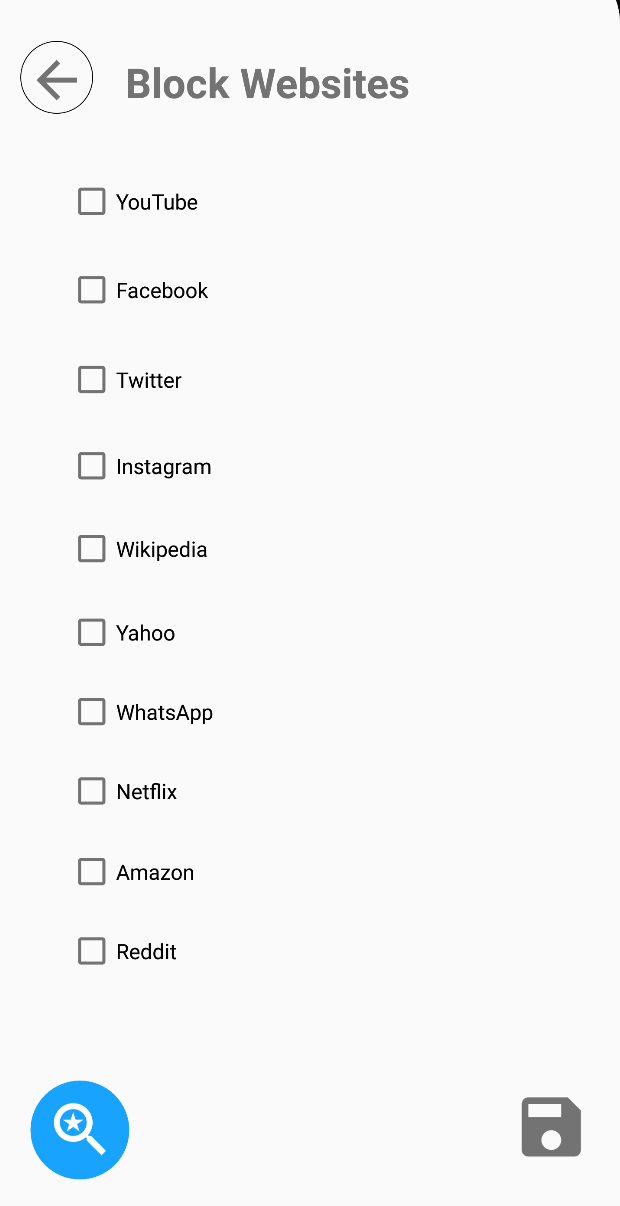 Block Websites
YouTube
Facebook
Twitter
Instagram
Wikipedia
Yahoo
WhatsApp
Netflix
Amazon
Reddit